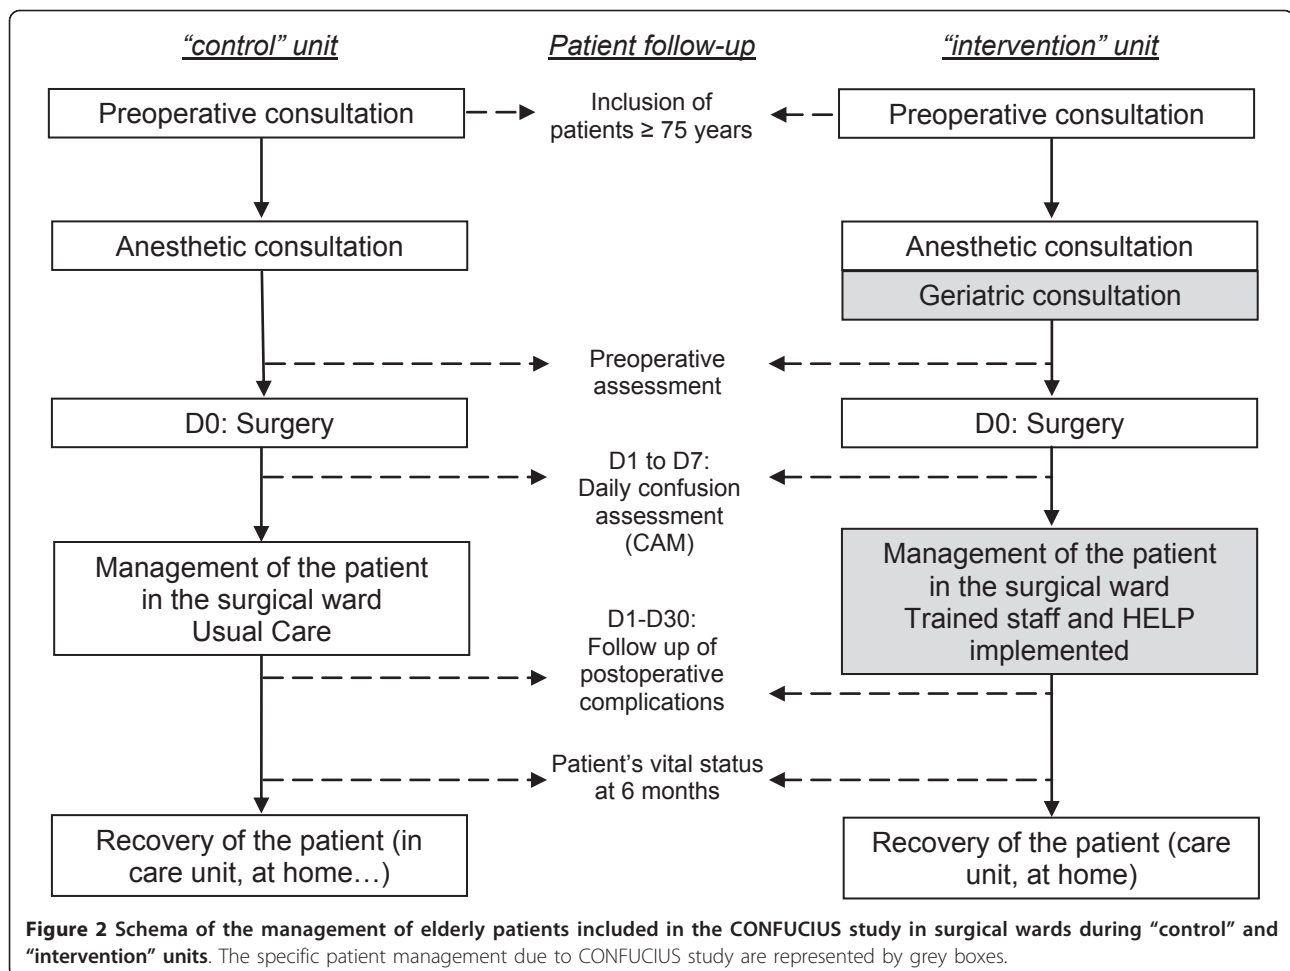 “control” unit
Patient follow-up
“intervention” unit
Preoperative consultation
Inclusion of
patients ≥ 75 years
Preoperative consultation
Anesthetic consultation
Anesthetic consultation
Geriatric consultation
Preoperative
assessment
D0: Surgery
D0: Surgery
D1 to D7:
Daily confusion
assessment
(CAM)
Management of the patient
in the surgical ward
Usual Care
Management of the patient
in the surgical ward
Trained staff and HELP
implemented
D1-D30:
Follow up of
postoperative
complications
Patient’s vital status
at 6 months
Recovery of the patient (in
care unit, at home…)
Recovery of the patient (care
unit, at home)
Figure 2 Schema of the management of elderly patients included in the CONFUCIUS study in surgical wards during “control” and
“intervention” units. The specific patient management due to CONFUCIUS study are represented by grey boxes.